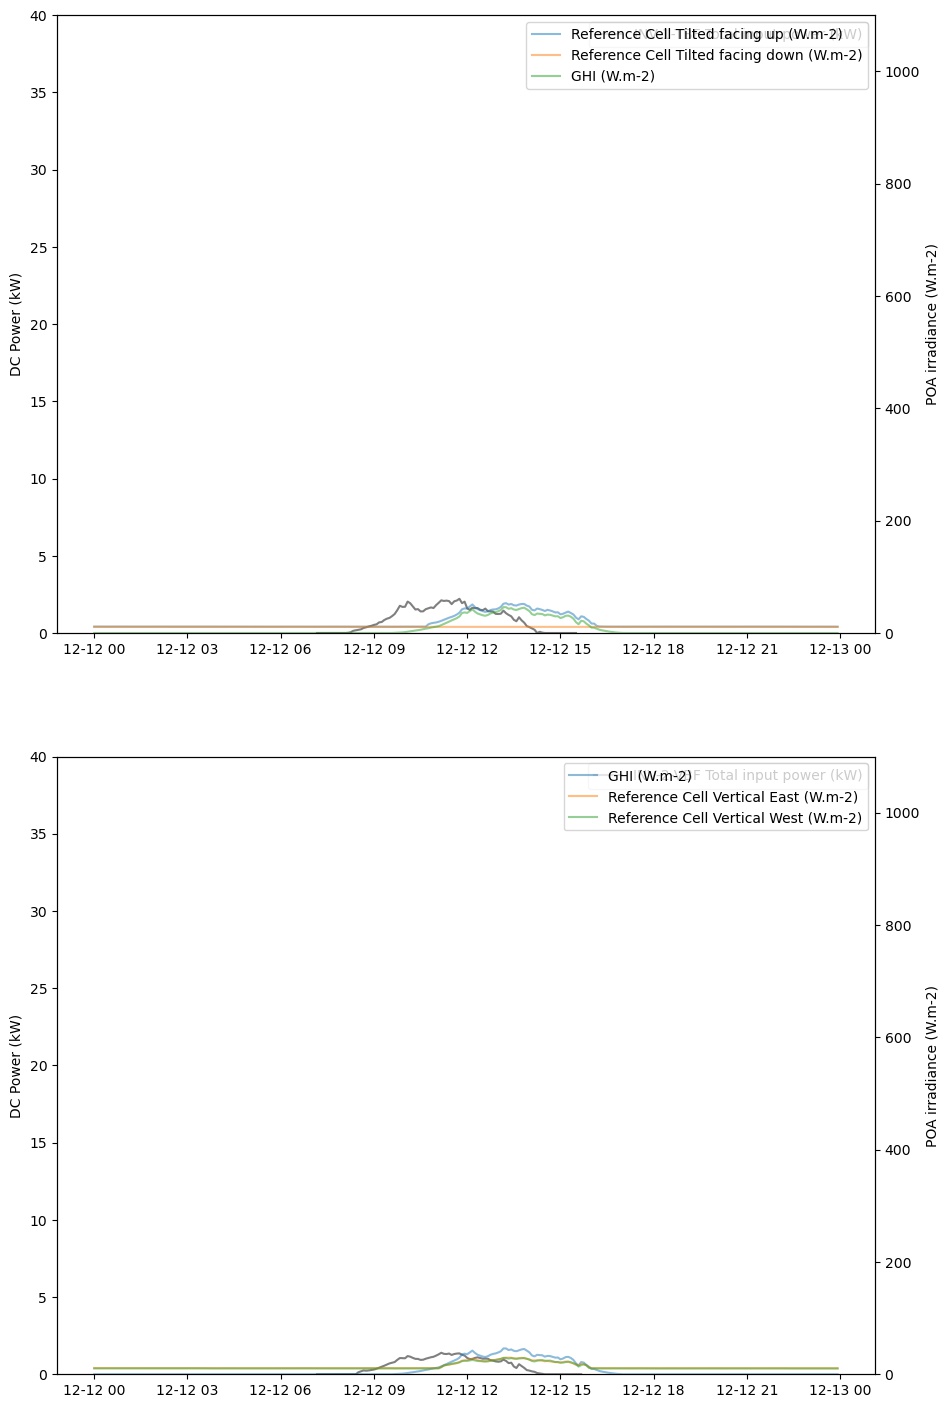 40
35
30
25
20
15
10
5
0
DC Power (kW)
Reference Cell Tilted facing up (W.m-2)
Reference Cell Tilted facing down (W.m-2)
GHI (W.m-2)
1000
800
600
400
200
0
POA irradiance (W.m-2)
12-12 00 12-12 03 12-12 06 12-12 09 12-12 12 12-12 15 12-12 18 12-12 21 12-13 00
40
35
30
25
20
15
10
5
0
DC Power (kW)
GHI (W.m-2) Total input power (kW)
Reference Cell Vertical East (W.m-2)
Reference Cell Vertical West (W.m-2)
1000
800
600
400
200
0
POA irradiance (W.m-2)
12-12 00 12-12 03 12-12 06 12-12 09 12-12 12 12-12 15 12-12 18 12-12 21 12-13 00